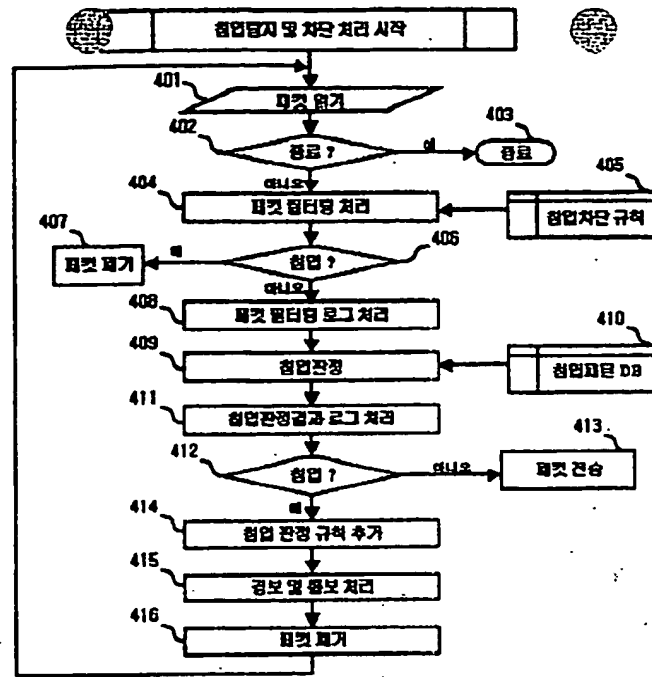 침입탐지 및 차단 처리 시작
401
패킷 읽기
402
종료 ?
예
403
종료
아니오
404
패킷 필터링 처리
405
침입차단 규칙
406
침입 ?
예
407
패킷 제거
아니오
408
패킷 필터링 로그 처리
409
침입판정
410
침입패턴 DB
411
침입판정결과 로그 처리
412
침입 ?
아니오
413
패킷 전송
예
414
침입 판정 규칙 추가
415
경보 및 통보 처리
416
패킷 제거